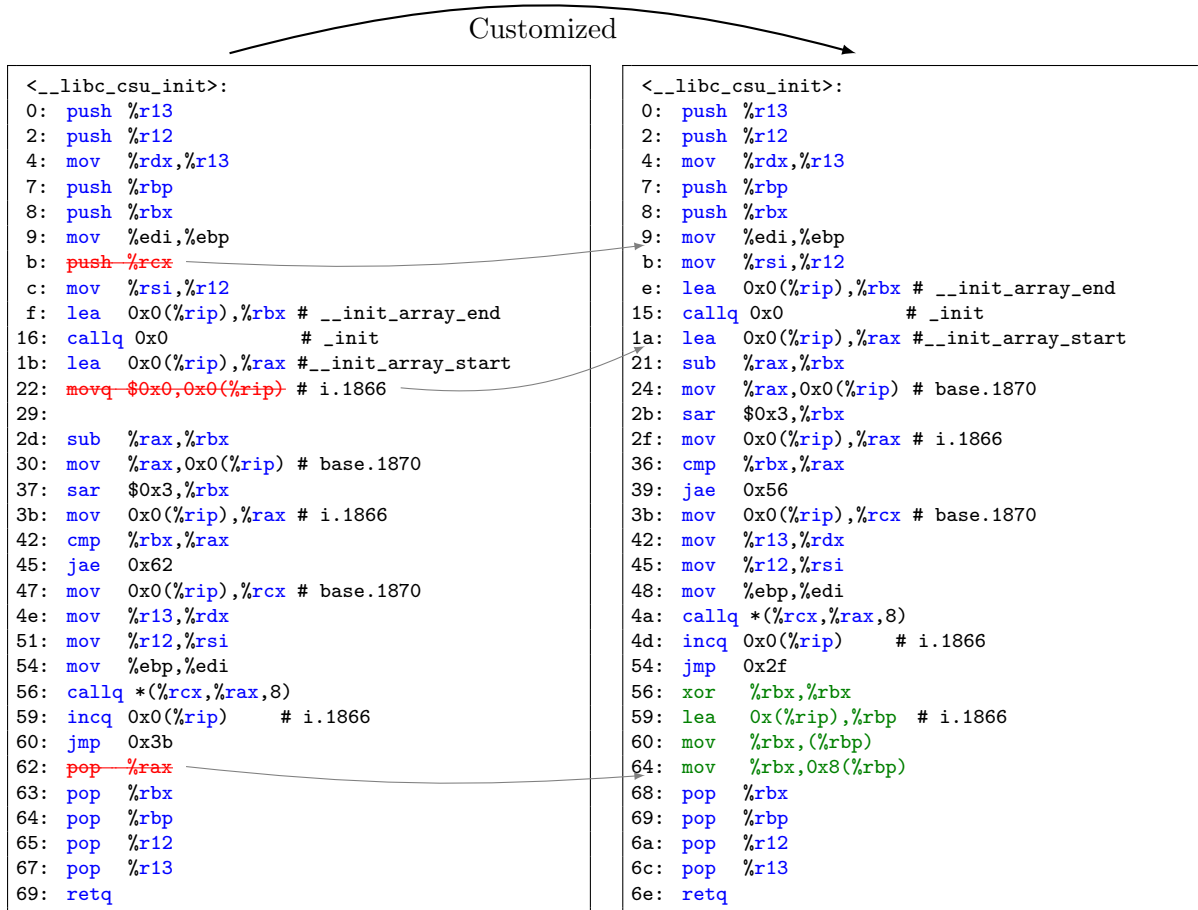 Customized
<__libc_csu_init>:
0: push %r13
2: push %r12
4: mov %rdx,%r13
7: push %rbp
8: push %rbx
9: mov %edi,%ebp
b: push %rcx
c: mov %rsi,%r12
f: lea 0x0(%rip),%rbx # __init_array_end
16: callq 0x0 # _init
1b: lea 0x0(%rip),%rax #__init_array_start
22: movq $0x0,0x0(%rip) # i.1866
29:
2d: sub %rax,%rbx
30: mov %rax,0x0(%rip) # base.1870
37: sar $0x3,%rbx
3b: mov 0x0(%rip),%rax # i.1866
42: cmp %rbx,%rax
45: jae 0x62
47: mov 0x0(%rip),%rcx # base.1870
4e: mov %r13,%rdx
51: mov %r12,%rsi
54: mov %ebp,%edi
56: callq *(%rcx,%rax,8)
59: incq 0x0(%rip) # i.1866
60: jmp 0x3b
62: pop %rax
63: pop %rbx
64: pop %rbp
65: pop %r12
67: pop %r13
69: retq
<__libc_csu_init>:
0: push %r13
2: push %r12
4: mov %rdx,%r13
7: push %rbp
8: push %rbx
9: mov %edi,%ebp
b: mov %rsi,%r12
e: lea 0x0(%rip),%rbx # __init_array_end
15: callq 0x0 # _init
1a: lea 0x0(%rip),%rax #__init_array_start
21: sub %rax,%rbx
24: mov %rax,0x0(%rip) # base.1870
2b: sar $0x3,%rbx
2f: mov 0x0(%rip),%rax # i.1866
36: cmp %rbx,%rax
39: jae 0x56
3b: mov 0x0(%rip),%rcx # base.1870
42: mov %r13,%rdx
45: mov %r12,%rsi
48: mov %ebp,%edi
4a: callq *(%rcx,%rax,8)
4d: incq 0x0(%rip) # i.1866
54: jmp 0x2f
56: xor %rbx,%rbx
59: lea 0x(%rip),%rbp # i.1866
60: mov %rbx,(%rbp)
64: mov %rbx,0x8(%rbp)
68: pop %rbx
69: pop %rbp
6a: pop %r12
6c: pop %r13
6e: retq